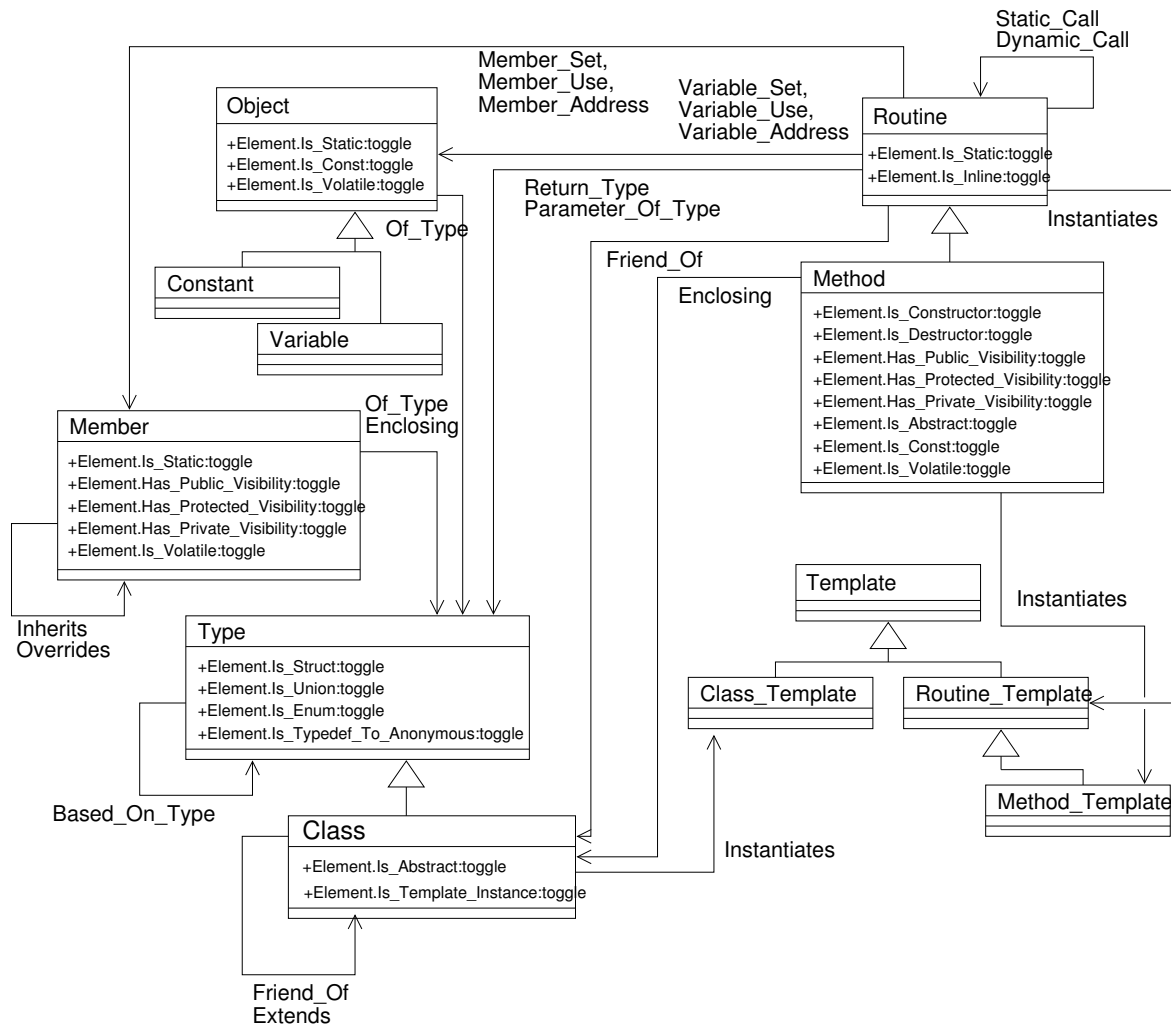 Static_Call
Dynamic_Call
Member_Set,
Member_Use,
Member_Address
Variable_Set,
Variable_Use,
Variable_Address
Object
+Element.Is_Static:toggle
+Element.Is_Const:toggle
+Element.Is_Volatile:toggle
Routine
+Element.Is_Static:toggle
+Element.Is_Inline:toggle
Return_Type
Parameter_Of_Type
Instantiates
Of_Type
Friend_Of
Enclosing
Constant
Variable
Method
+Element.Is_Constructor:toggle
+Element.Is_Destructor:toggle
+Element.Has_Public_Visibility:toggle
+Element.Has_Protected_Visibility:toggle
+Element.Has_Private_Visibility:toggle
+Element.Is_Abstract:toggle
+Element.Is_Const:toggle
+Element.Is_Volatile:toggle
Of_Type
Enclosing
Member
+Element.Is_Static:toggle
+Element.Has_Public_Visibility:toggle
+Element.Has_Protected_Visibility:toggle
+Element.Has_Private_Visibility:toggle
+Element.Is_Volatile:toggle
Inherits
Overrides
Template
Instantiates
Type
+Element.Is_Struct:toggle
+Element.Is_Union:toggle
+Element.Is_Enum:toggle
+Element.Is_Typedef_To_Anonymous:toggle
Class_Template
Routine_Template
Based_On_Type
Method_Template
Class
+Element.Is_Abstract:toggle
+Element.Is_Template_Instance:toggle
Instantiates
Friend_Of
Extends